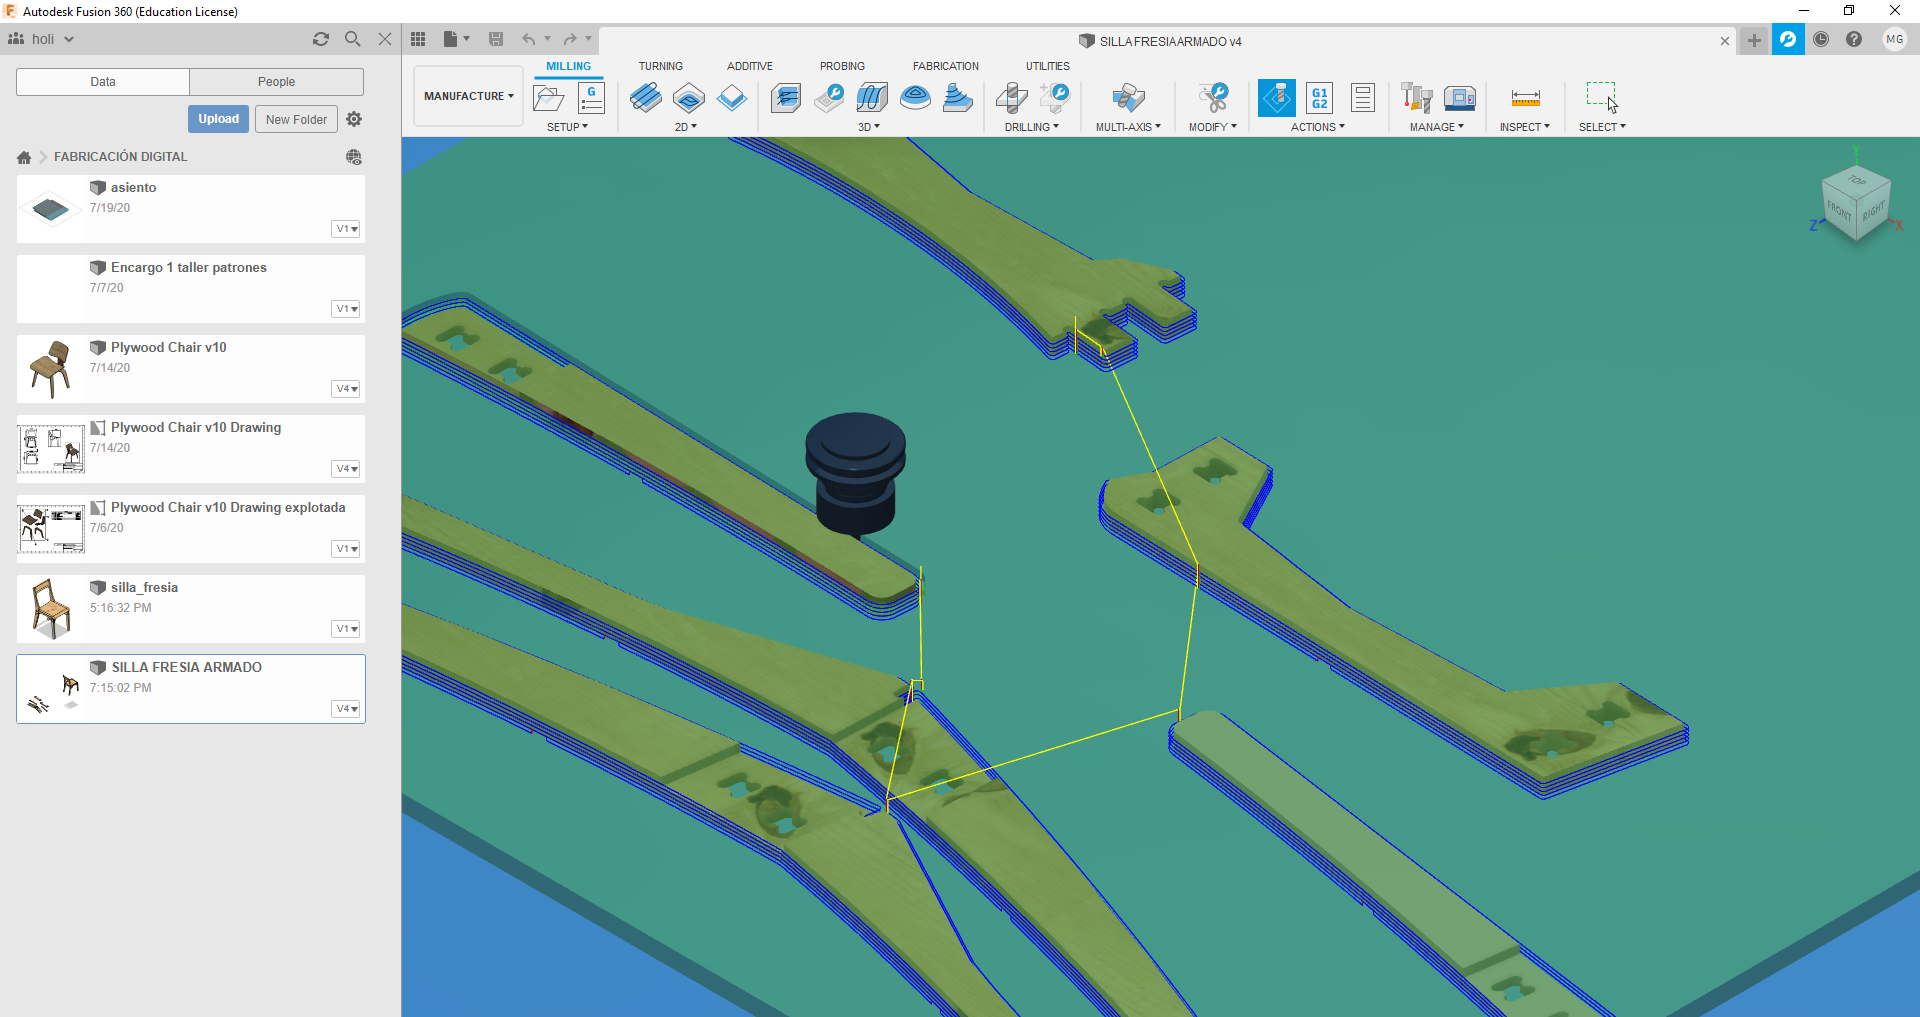 Autodesk Fusion 360 (Education License)
holi
SILLA FRESIA ARMADO v4
MG
Data
People
Upload
New Folder
FABRICACIÓN DIGITAL
asiento
7/19/20
V1
Encargo 1 taller patrones
7/7/20
V1
Plywood Chair v10
7/14/20
V4
Plywood Chair v10 Drawing
7/14/20
V4
Plywood Chair v10 Drawing explotada
7/6/20
V1
silla_fresia
5:16:32 PM
V1
SILLA FRESIA ARMADO
7:15:02 PM
V4
MILLING
TURNING
ADDITIVE
PROBING
FABRICATION
UTILITIES
MANUFACTURE
G
G1
G2
SETUP
2D
3D
DRILLING
MULTI-AXIS
MODIFY
ACTIONS
MANAGE
INSPECT
SELECT
Y
TOP
FRONT
RIGHT
Z
X